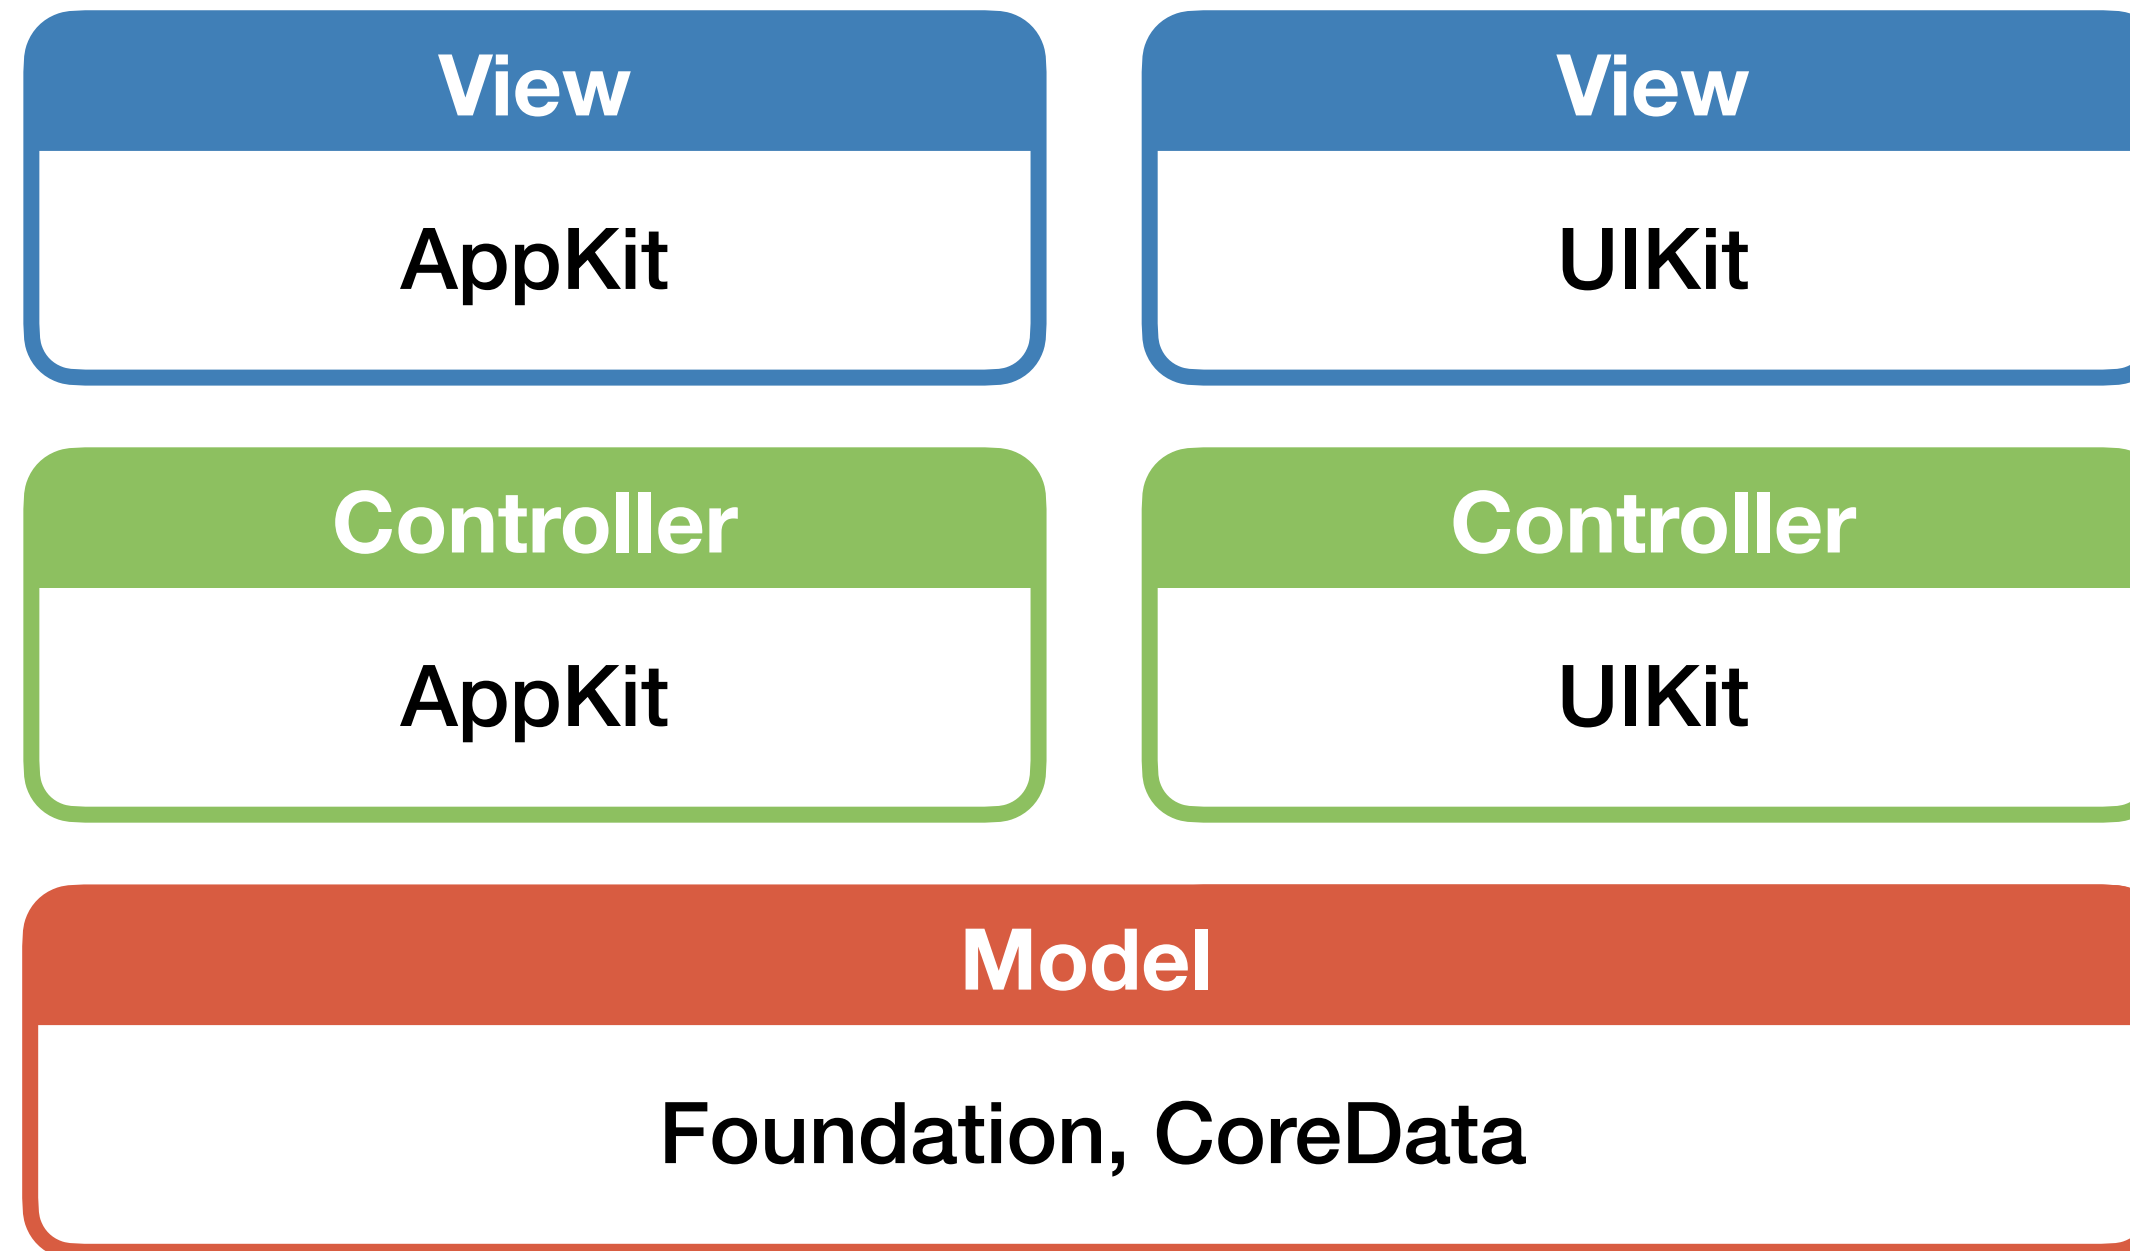 View
View
AppKit
UIKit
Controller
Controller
AppKit
UIKit
Model
Foundation, CoreData